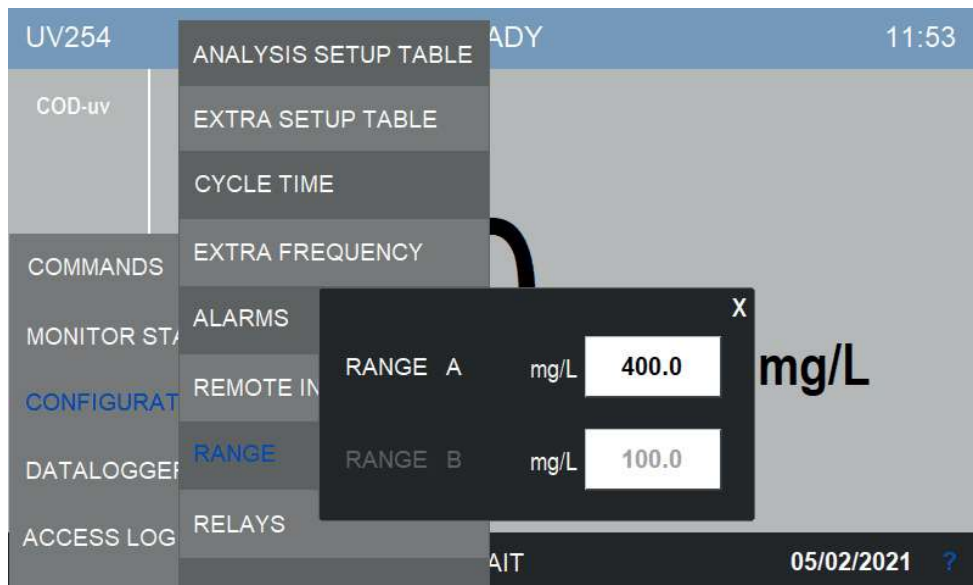 UV254
ADY
11:53
COD-uv
ANALYSIS SETUP TABLE
EXTRA SETUP TABLE
CYCLE TIME
EXTRA FREQUENCY
ALARMS
REMOTE IN
RANGE
RELAYS
COMMANDS
MONITOR STA
CONFIGURAT
DATALOGGER
ACCESS LOG
X
RANGE A mg/L 400.0
RANGE B mg/L 100.0
mg/L
AIT
05/02/2021 ?